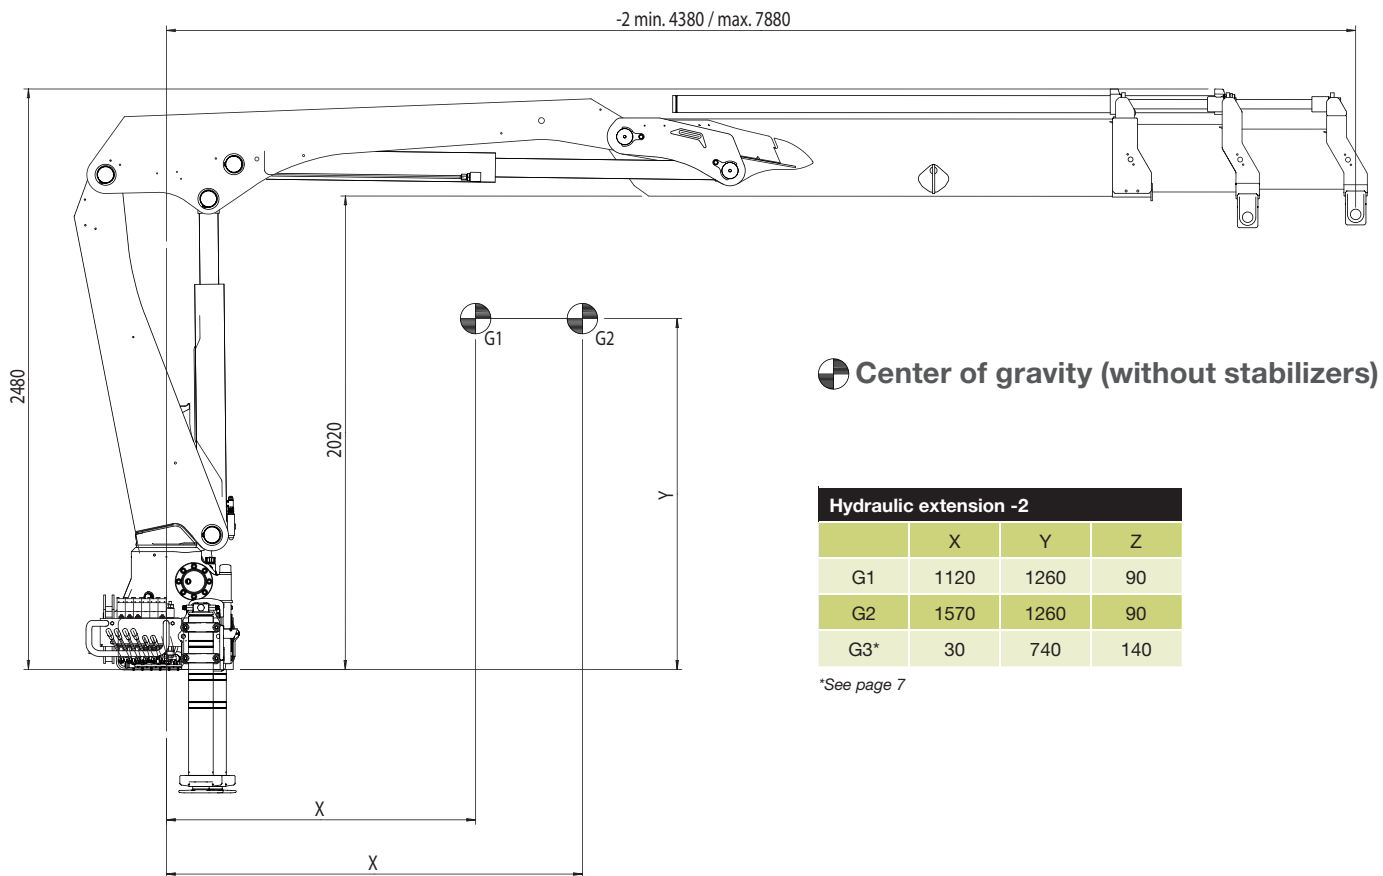 -2 min. 4380 / max. 7880
G1
G2
Center of gravity (without stabilizers)
2480
2020
Y
Hydraulic extension -2
X Y Z
G1 1120 1260 90
G2 1570 1260 90
G3* 30 740 140
*See page 7
X
X